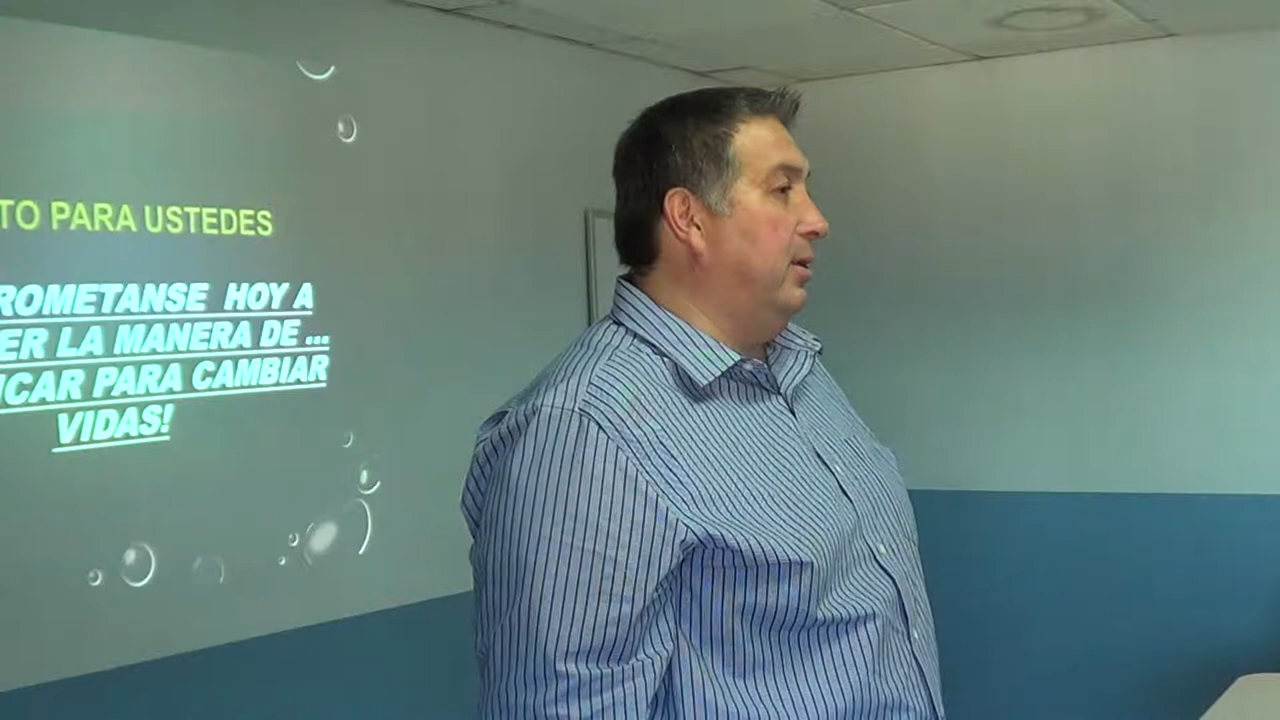 TO PARA USTEDES
ROMETANSE HOY A
ER LA MANERA DE ...
ICAR PARA CAMBIAR
VIDAS!